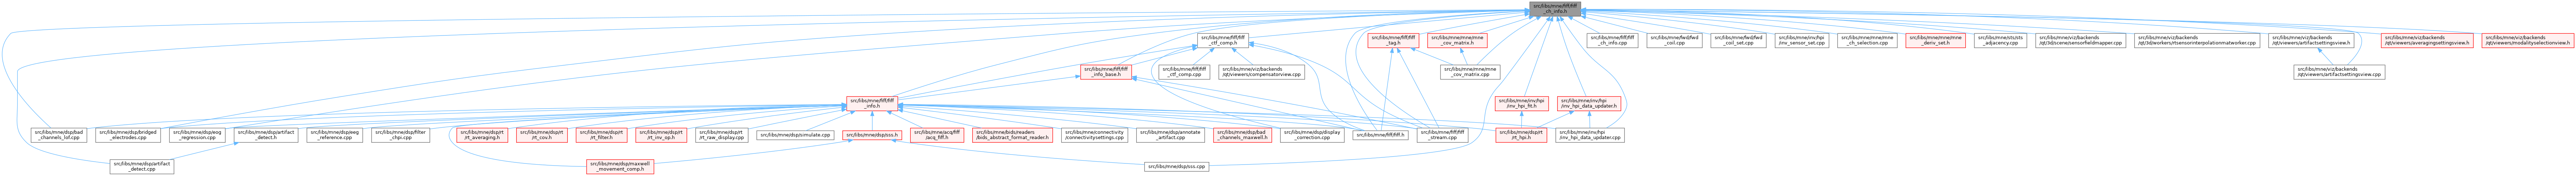 src/libs/mne/fiff/fiff
_ch_info.h
src/libs/mne/fiff/fiff
_ctf_comp.h
src/libs/mne/fiff/fiff
_tag.h
src/libs/mne/mne/mne
_cov_matrix.h
src/libs/mne/fiff/fiff
_ch_info.cpp
src/libs/mne/fwd/fwd
_coil.cpp
src/libs/mne/fwd/fwd
_coil_set.cpp
src/libs/mne/inv/hpi
/inv_sensor_set.cpp
src/libs/mne/mne/mne
_ch_selection.cpp
src/libs/mne/mne/mne
_deriv_set.h
src/libs/mne/sts/sts
_adjacency.cpp
src/libs/mne/viz/backends
/qt/3d/scene/sensorfieldmapper.cpp
src/libs/mne/viz/backends
/qt/3d/workers/rtsensorinterpolationmatworker.cpp
src/libs/mne/viz/backends
/qt/viewers/artifactsettingsview.h
src/libs/mne/viz/backends
/qt/viewers/averagingsettingsview.h
src/libs/mne/viz/backends
/qt/viewers/modalityselectionview.h
src/libs/mne/fiff/fiff
_info_base.h
src/libs/mne/fiff/fiff
_ctf_comp.cpp
src/libs/mne/viz/backends
/qt/viewers/compensatorview.cpp
src/libs/mne/mne/mne
_cov_matrix.cpp
src/libs/mne/viz/backends
/qt/viewers/artifactsettingsview.cpp
src/libs/mne/fiff/fiff
_info.h
src/libs/mne/inv/hpi
/inv_hpi_fit.h
src/libs/mne/inv/hpi
/inv_hpi_data_updater.h
src/libs/mne/dsp/bad
_channels_lof.cpp
src/libs/mne/dsp/bridged
_electrodes.cpp
src/libs/mne/dsp/eog
_regression.cpp
src/libs/mne/dsp/artifact
_detect.h
src/libs/mne/dsp/eeg
_reference.cpp
src/libs/mne/dsp/filter
_chpi.cpp
src/libs/mne/dsp/rt
/rt_averaging.h
src/libs/mne/dsp/rt
/rt_cov.h
src/libs/mne/dsp/rt
/rt_filter.h
src/libs/mne/dsp/rt
/rt_inv_op.h
src/libs/mne/dsp/rt
/rt_raw_display.cpp
src/libs/mne/dsp/simulate.cpp
src/libs/mne/dsp/sss.h
src/libs/mne/acq/fiff
/acq_fiff.h
src/libs/mne/bids/readers
/bids_abstract_format_reader.h
src/libs/mne/connectivity
/connectivitysettings.cpp
src/libs/mne/dsp/annotate
_artifact.cpp
src/libs/mne/dsp/bad
_channels_maxwell.h
src/libs/mne/dsp/display
_correction.cpp
src/libs/mne/fiff/fiff.h
src/libs/mne/fiff/fiff
_stream.cpp
src/libs/mne/dsp/rt
/rt_hpi.h
src/libs/mne/inv/hpi
/inv_hpi_data_updater.cpp
src/libs/mne/dsp/artifact
_detect.cpp
src/libs/mne/dsp/maxwell
_movement_comp.h
src/libs/mne/dsp/sss.cpp